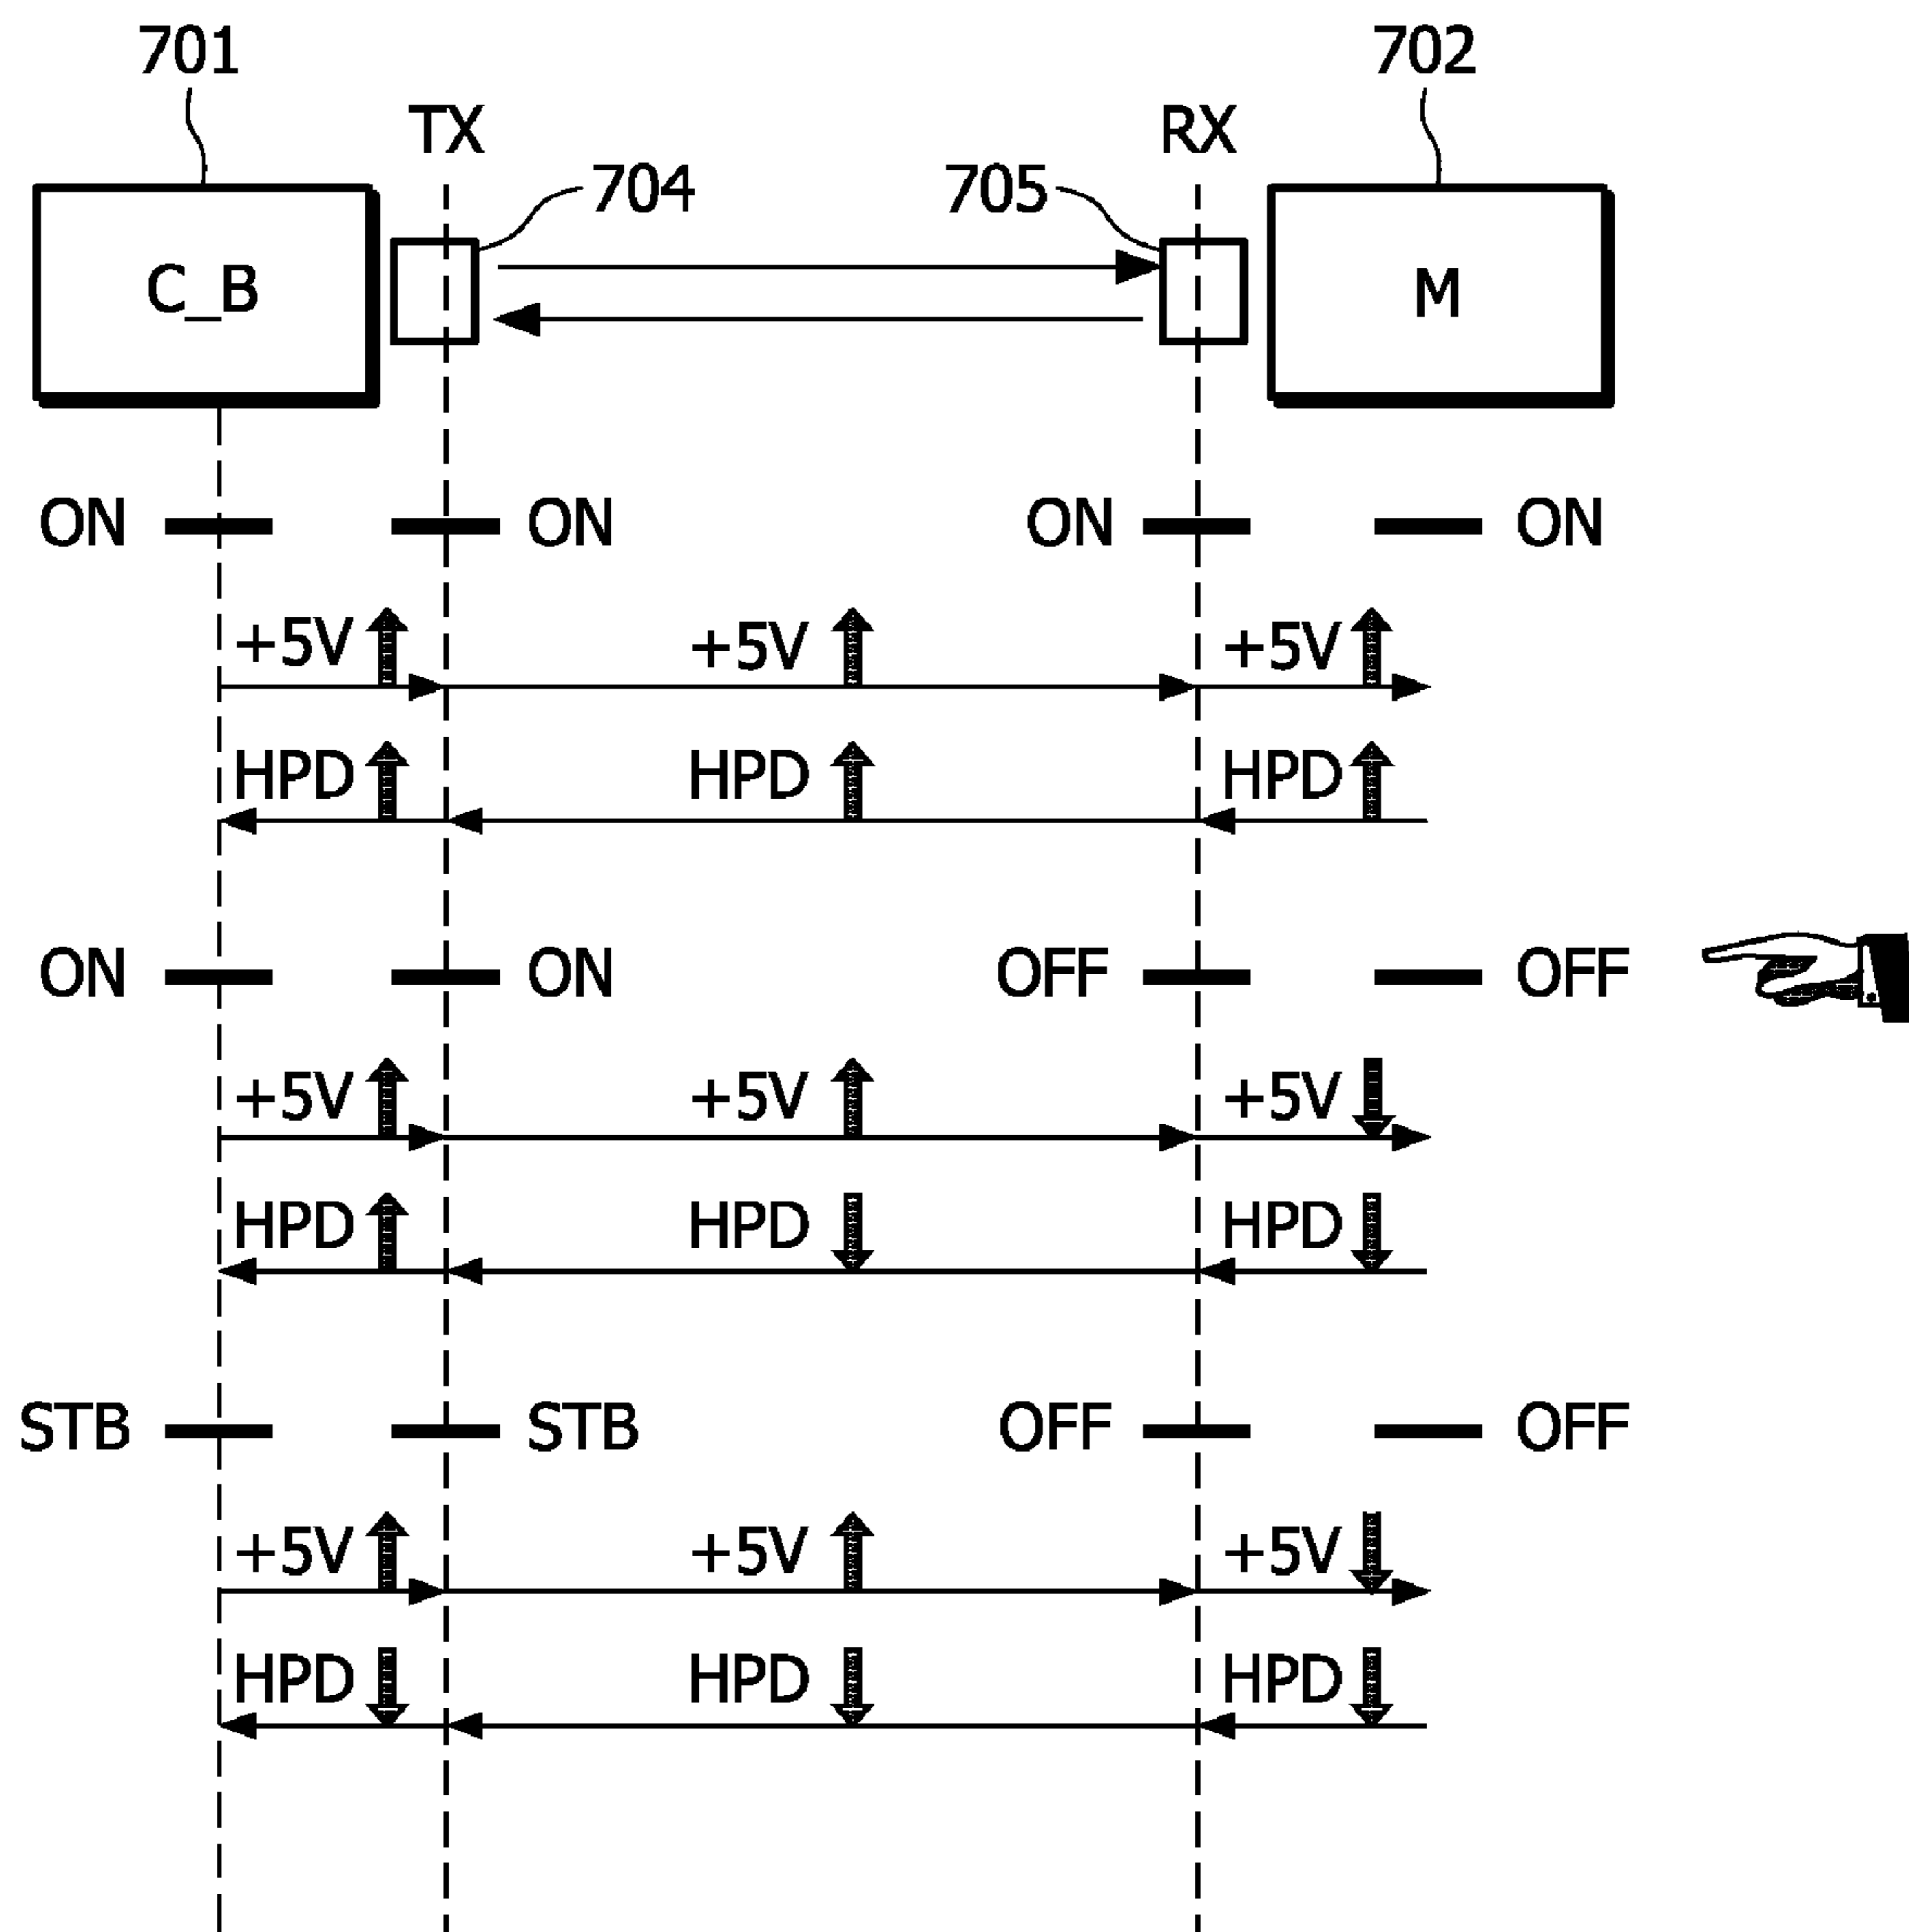 701 702
TX RX
704 705
C_B M
ON ON ON ON
+5V +5V +5V
HPD HPD HPD
ON ON OFF OFF
+5V +5V +5V
HPD HPD HPD
STB STB OFF OFF
+5V +5V +5V
HPD HPD HPD